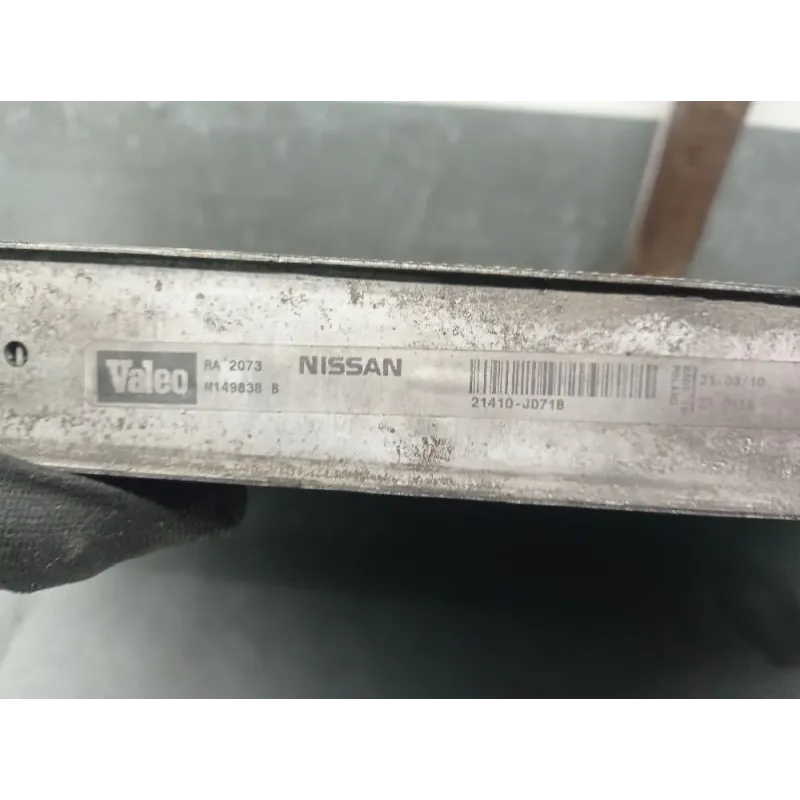 Valeo
RA 2073
M149838 B
NISSAN
21410-JD71B
21.03/10